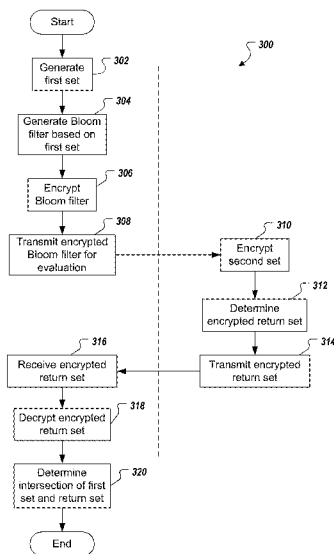 Start
300
302
Generate
first set
304
Generate Bloom
filter based on
first set
306
Encrypt
Bloom filter
308
Transmit encrypted
Bloom filter for
evaluation
310
Encrypt
second set
312
Determine
encrypted return set
314
Transmit encrypted
return set
316
Receive encrypted
return set
318
Decrypt encrypted
return set
320
Determine
intersection of first
set and return set
End